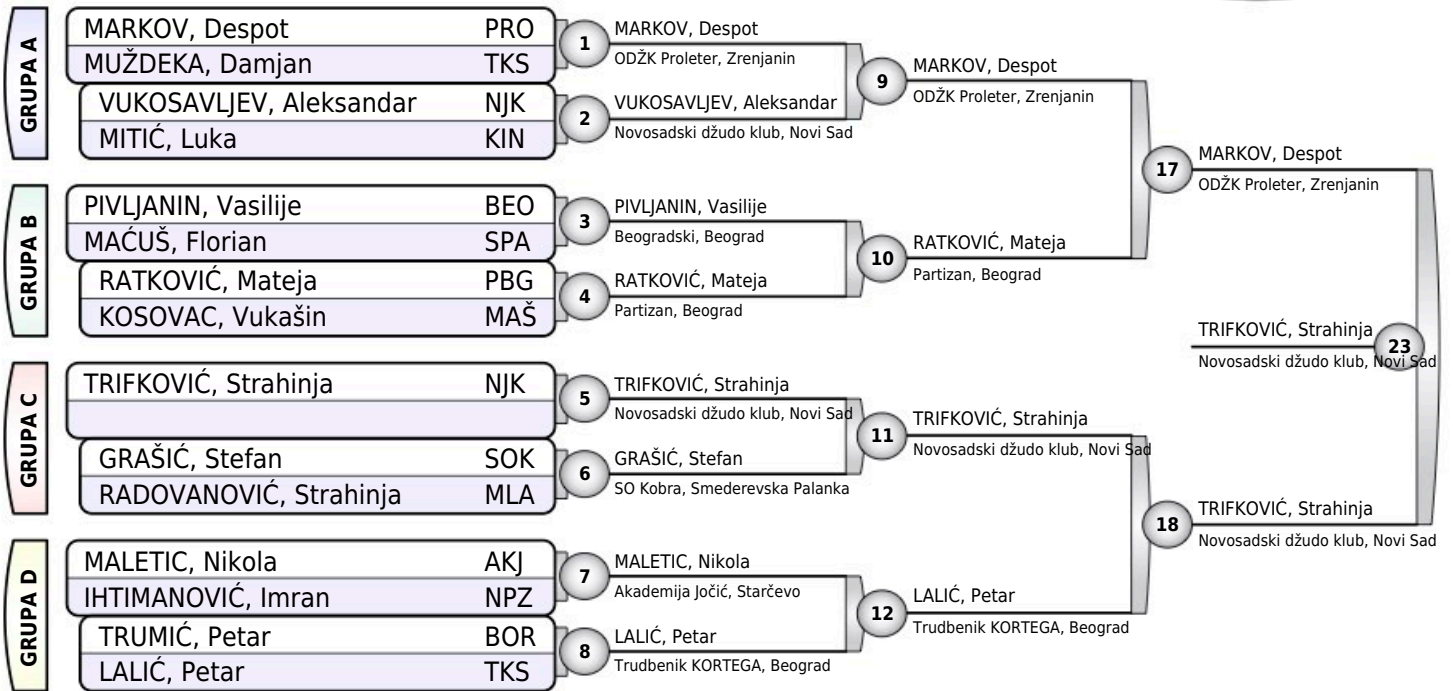 GRUPA A
MARKOV, Despot PRO
MUŽDEKA, Damjan TKS
VUKOSAVLJEV, Aleksandar NJK
MITIĆ, Luka KIN
GRUPA B
PIVLJANIN, Vasilije BEO
MAĆUŠ, Florian SPA
RATKOVIĆ, Mateja PBG
KOSOVAC, Vukašin MAŠ
GRUPA C
TRIFKOVIĆ, Strahinja NJK
GRAŠIĆ, Stefan SOK
RADOVANOVIĆ, Strahinja MLA
GRUPA D
MALETIC, Nikola AKJ
IHTIMANOVIĆ, Imran NPZ
TRUMIĆ, Petar BOR
LALIĆ, Petar TKS
1
MARKOV, Despot
ODŽK Proleter, Zrenjanin
2
VUKOSAVLJEV, Aleksandar
Novosadski džudo klub, Novi Sad
3
PIVLJANIN, Vasilije
Beogradski, Beograd
4
RATKOVIĆ, Mateja
Partizan, Beograd
5
TRIFKOVIĆ, Strahinja
Novosadski džudo klub, Novi Sad
6
GRAŠIĆ, Stefan
SO Kobra, Smederevska Palanka
7
MALETIC, Nikola
Akademija Jočić, Starčevo
8
LALIĆ, Petar
Trudbenik KORTEGA, Beograd
9
MARKOV, Despot
ODŽK Proleter, Zrenjanin
10
RATKOVIĆ, Mateja
Partizan, Beograd
11
TRIFKOVIĆ, Strahinja
Novosadski džudo klub, Novi Sad
12
LALIĆ, Petar
Trudbenik KORTEGA, Beograd
17
MARKOV, Despot
ODŽK Proleter, Zrenjanin
18
TRIFKOVIĆ, Strahinja
Novosadski džudo klub, Novi Sad
23
TRIFKOVIĆ, Strahinja
Novosadski džudo klub, Novi Sad